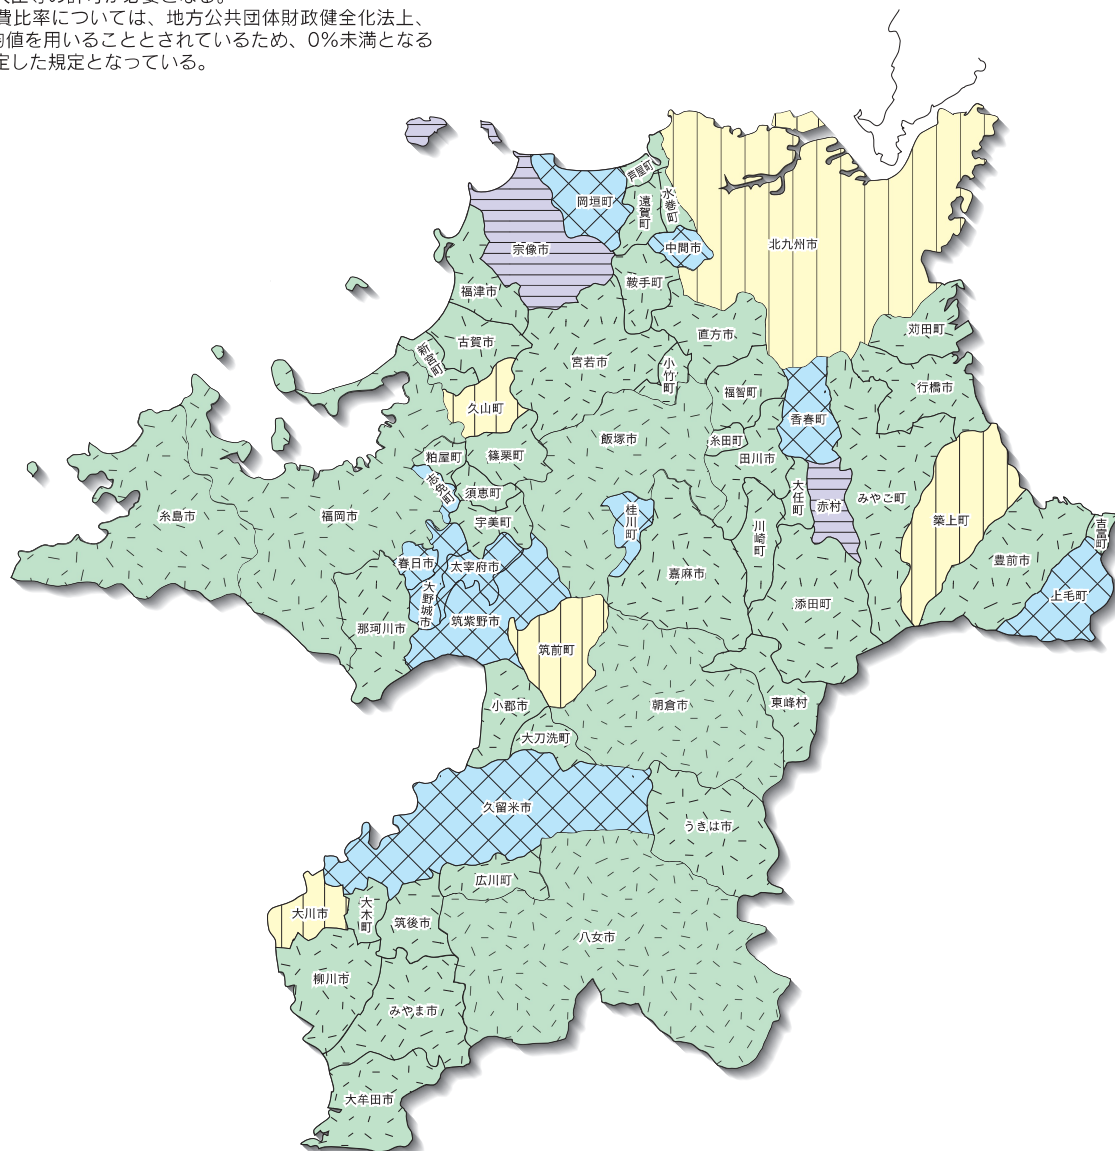 費比率については、地方公共団体財政健全化法上、
値を用いることとされているため、0%未満となる
定した規定となっている。
芦屋町
岡垣町
遠賀町
水巻町
中間市
北九州市
宗像市
鞍手町
福津市
苅田町
直方市
古賀市
新宮町
宮若市
小竹町
福智町
行橋市
久山町
香春町
飯塚市
糸田町
田川市
粕屋町
篠栗町
志免町
須恵町
大任町
赤村
みやこ町
糸島市
福岡市
宇美町
桂川町
川崎町
築上町
吉富町
豊前市
春日市
太宰府市
嘉麻市
上毛町
大野城市
添田町
筑紫野市
那珂川市
筑前町
小郡市
朝倉市
東峰村
大刀洗町
久留米市
うきは市
広川町
大川市
大木町
筑後市
八女市
柳川市
みやま市
大牟田市